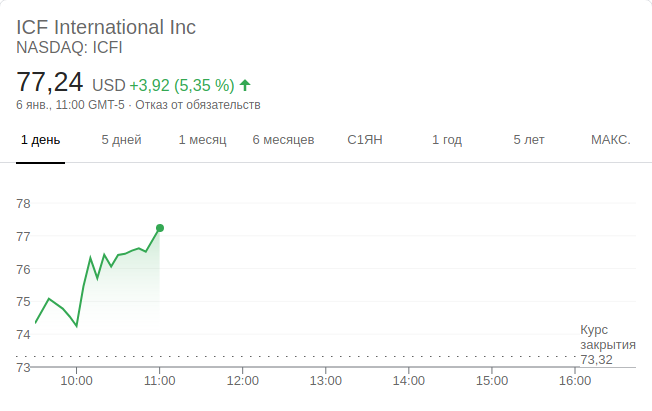 ICF International Inc
NASDAQ: ICFI
77,24 USD +3,92 (5,35 %)
6 янв., 11:00 GMT-5 · Отказ от обязательств
1 день 5 дней 1 месяц 6 месяцев С1ЯН 1 год 5 лет МАКС.
78
77
76
75
74
Курс
закрытия
73,32
73
10:00 11:00 12:00 13:00 14:00 15:00 16:00